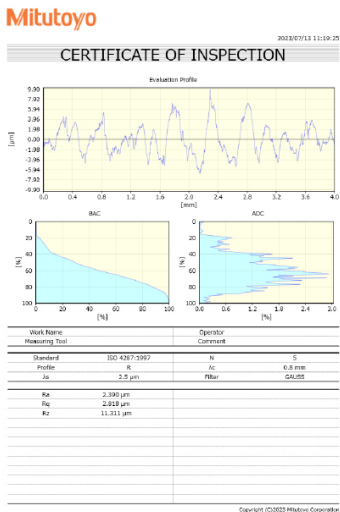 Mitutoyo
2023/07/13 11:19:25
CERTIFICATE OF INSPECTION
Evaluation Profile
[µm]
9.90
7.92
5.94
3.96
1.98
0.00
-1.98
-3.96
-5.94
-7.92
-9.90
0.0 0.4 0.8 1.2 1.6 2.0 2.4 2.8 3.2 3.6 4.0
[mm]
BAC
[%]
0
20
40
60
80
100
0 20 40 60 80 100
[%]
ADC
[%]
0
20
40
60
80
100
0.0 0.6 1.2 1.8 2.4 3.0
[%]
Work Name Operator
Measuring Tool Comment
Standard ISO 4287:1997 N 5
Profile R λc 0.8 mm
λs 2.5 µm Filter GAUSS
Ra 2.390 µm
Rq 2.818 µm
Rz 11.311 µm
Copyright (C)2023 Mitutoyo Corporation